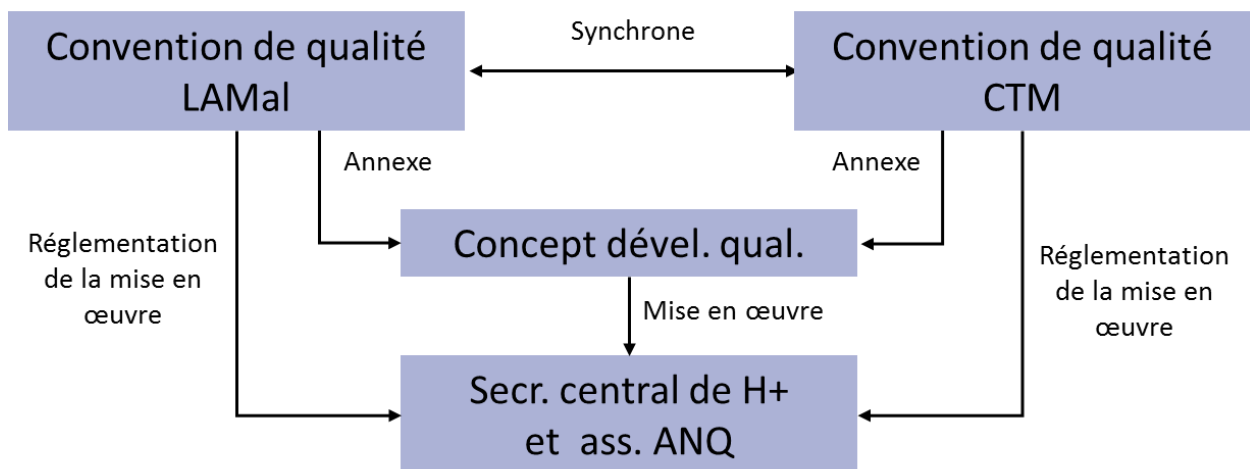 Convention de qualité
LAMal
Synchrone
Convention de qualité
CTM
Annexe
Annexe
Réglementation
de la mise en
œuvre
Concept dével. qual.
Réglementation
de la mise en
œuvre
Mise en œuvre
Secr. central de H+
et ass. ANQ